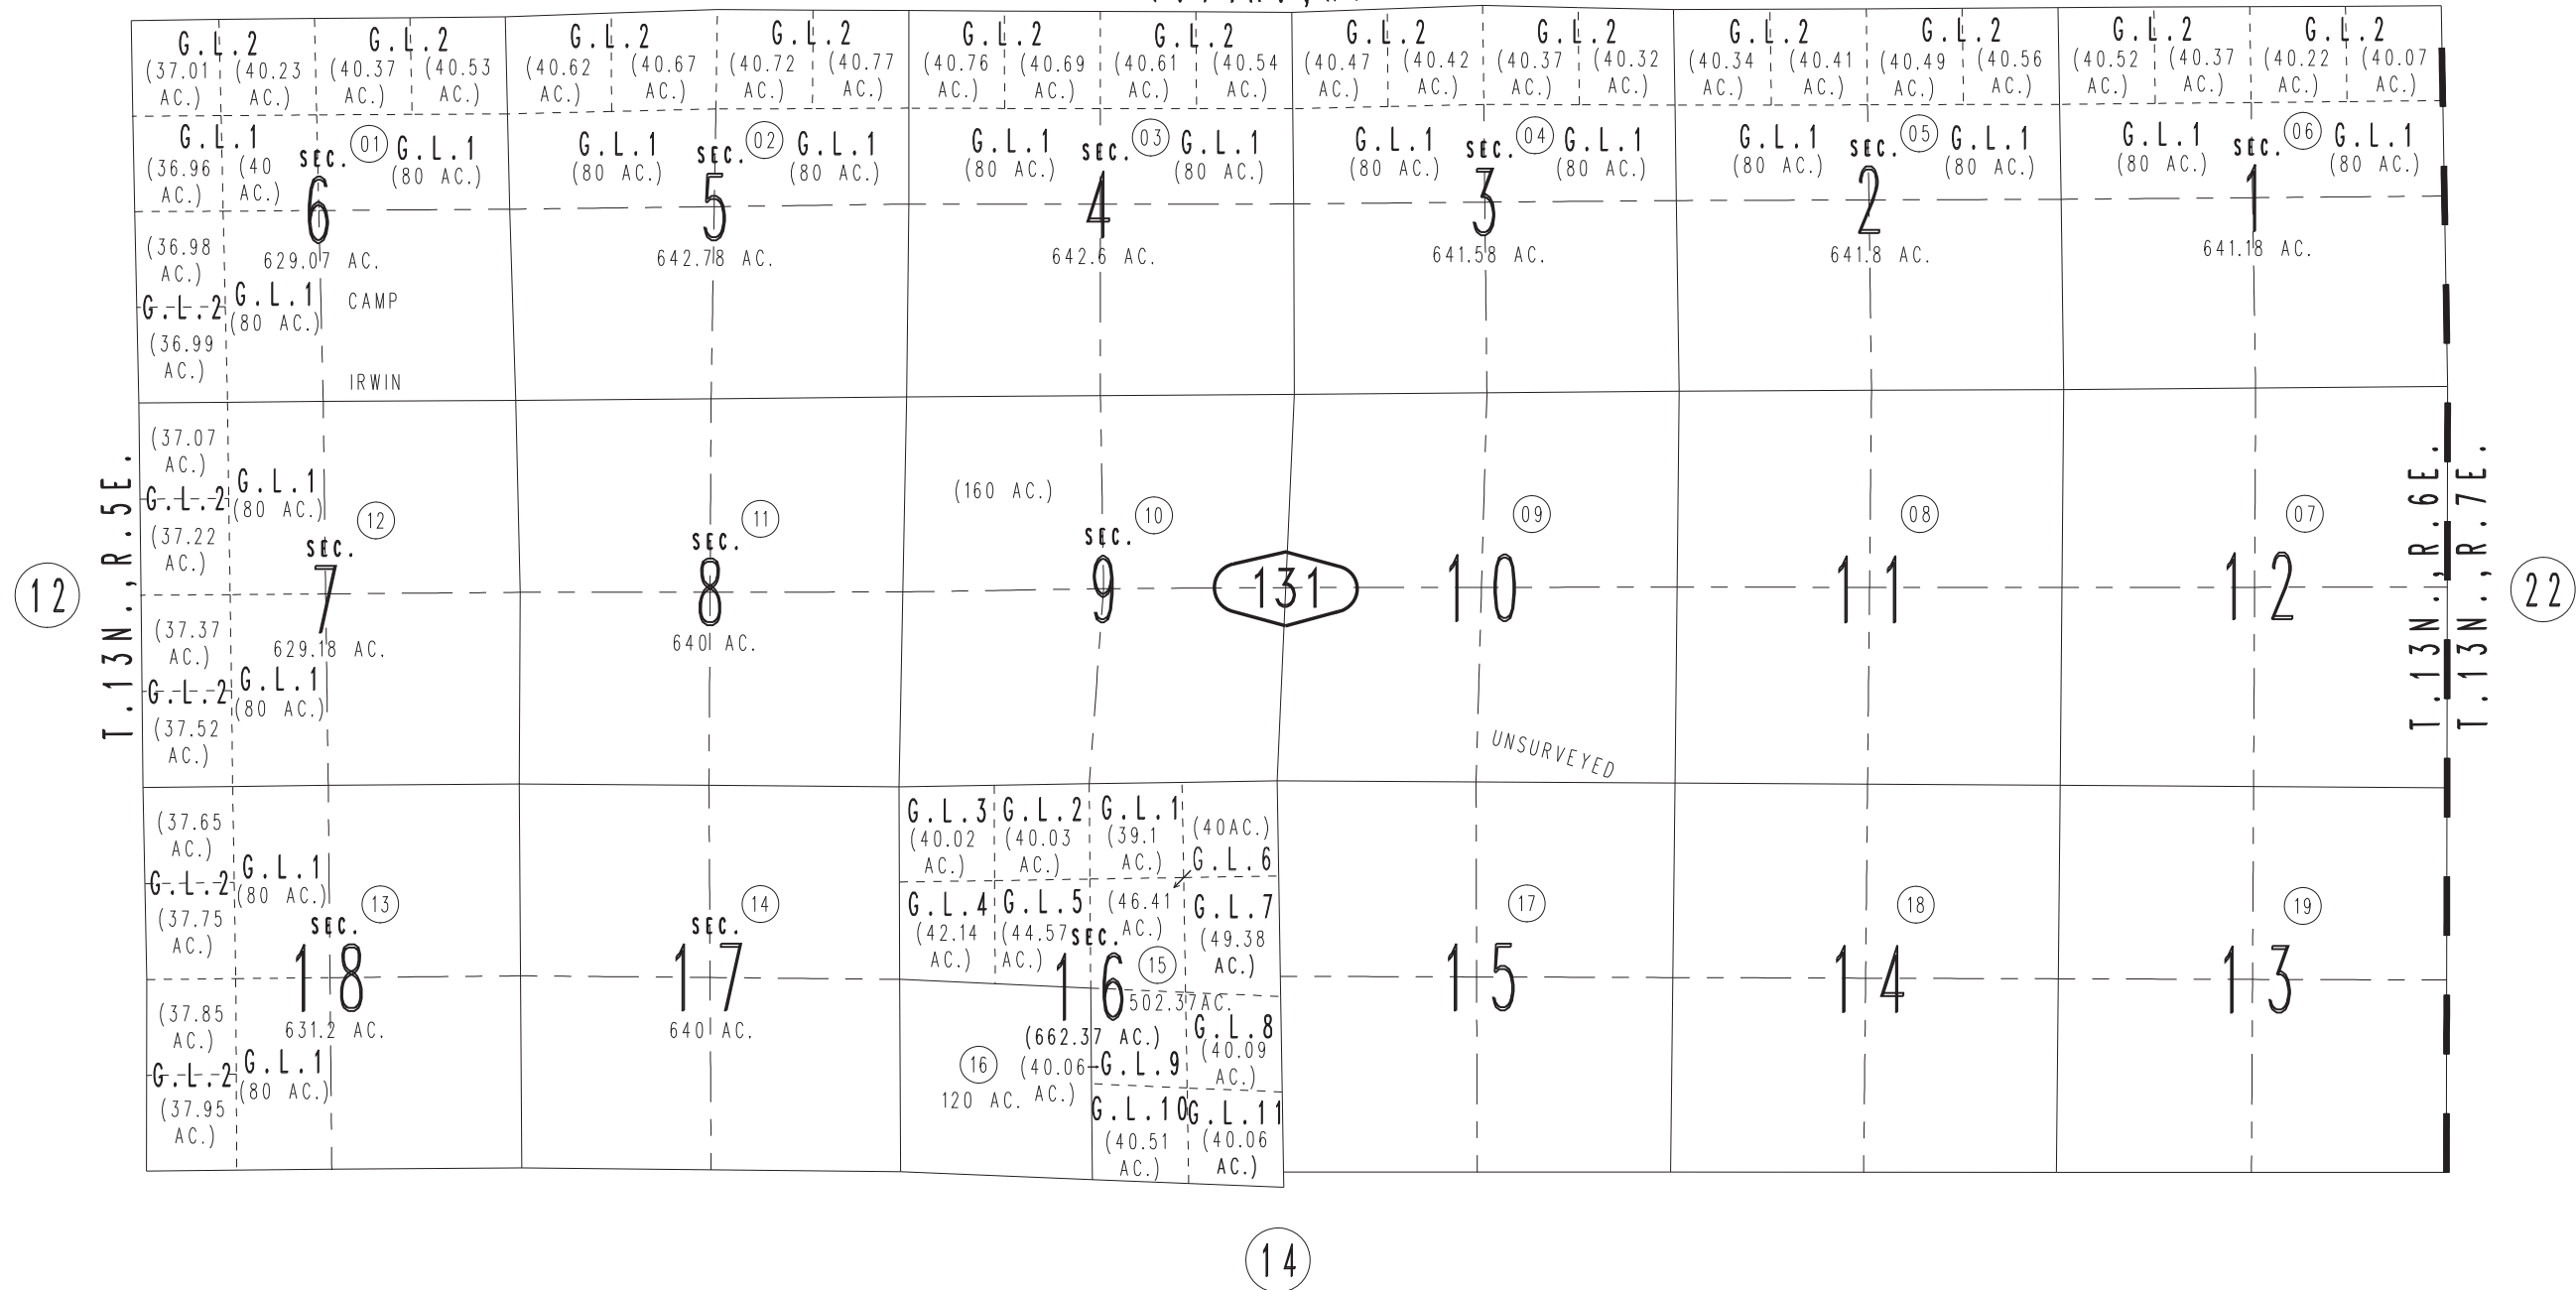 G.L.2 G.L.2 G.L.2 G.L.2 G.L.2 G.L.2 G.L.2 G.L.2 G.L.2 G.L.2 G.L.2 G.L.2
(37.01 AC.) (40.23 AC.) (40.37 AC.) (40.53 AC.) (40.62 AC.) (40.67 AC.) (40.72 AC.) (40.77 AC.) (40.76 AC.) (40.69 AC.) (40.61 AC.) (40.54 AC.) (40.47 AC.) (40.42 AC.) (40.37 AC.) (40.32 AC.) (40.34 AC.) (40.41 AC.) (40.49 AC.) (40.56 AC.) (40.52 AC.) (40.37 AC.) (40.22 AC.) (40.07 AC.)
G.L.1 SEC. 01 G.L.1
(36.96 AC.) (40 AC.) (80 AC.)
6
(36.98 AC.)
629.07 AC.
G.L.2 G.L.1 CAMP
(80 AC.)
(36.99 AC.)
IRWIN
G.L.1 SEC. 02 G.L.1
(80 AC.) (80 AC.)
5
642.78 AC.
G.L.1 SEC. 03 G.L.1
(80 AC.) (80 AC.)
4
642.6 AC.
G.L.1 SEC. 04 G.L.1
(80 AC.) (80 AC.)
3
641.58 AC.
G.L.1 SEC. 05 G.L.1
(80 AC.) (80 AC.)
2
641.8 AC.
G.L.1 SEC. 06 G.L.1
(80 AC.) (80 AC.)
1
641.18 AC.
12
T.13N.,R.5E.
(37.07 AC.)
G.L.2 G.L.1
(80 AC.)
12
(37.22 AC.)
SEC.
7
(37.37 AC.)
629.18 AC.
G.L.2 G.L.1
(80 AC.)
(37.52 AC.)
11
SEC.
8
640 AC.
(160 AC.)
10
SEC.
9
131
09
10
UNSURVEYED
08
11
07
12
T.13N.,R.6E.
T.13N.,R.7E.
22
(37.65 AC.)
G.L.2 G.L.1
(80 AC.)
13
(37.75 AC.)
SEC.
18
(37.85 AC.)
631.2 AC.
G.L.2 G.L.1
(80 AC.)
(37.95 AC.)
14
SEC.
17
640 AC.
G.L.3 G.L.2 G.L.1
(40.02 AC.) (40.03 AC.) (39.1 AC.) (40AC.)
G.L.6
G.L.4 G.L.5 (46.41 AC.) G.L.7
(42.14 AC.) (44.57 AC.) SEC. (49.38 AC.)
16 15
502.37AC.
(662.37 AC.) G.L.8
(40.09 AC.)
16 (40.06 AC.) G.L.9
120 AC.
G.L.10 G.L.11
(40.51 AC.) (40.06 AC.)
17
15
18
14
19
13
14